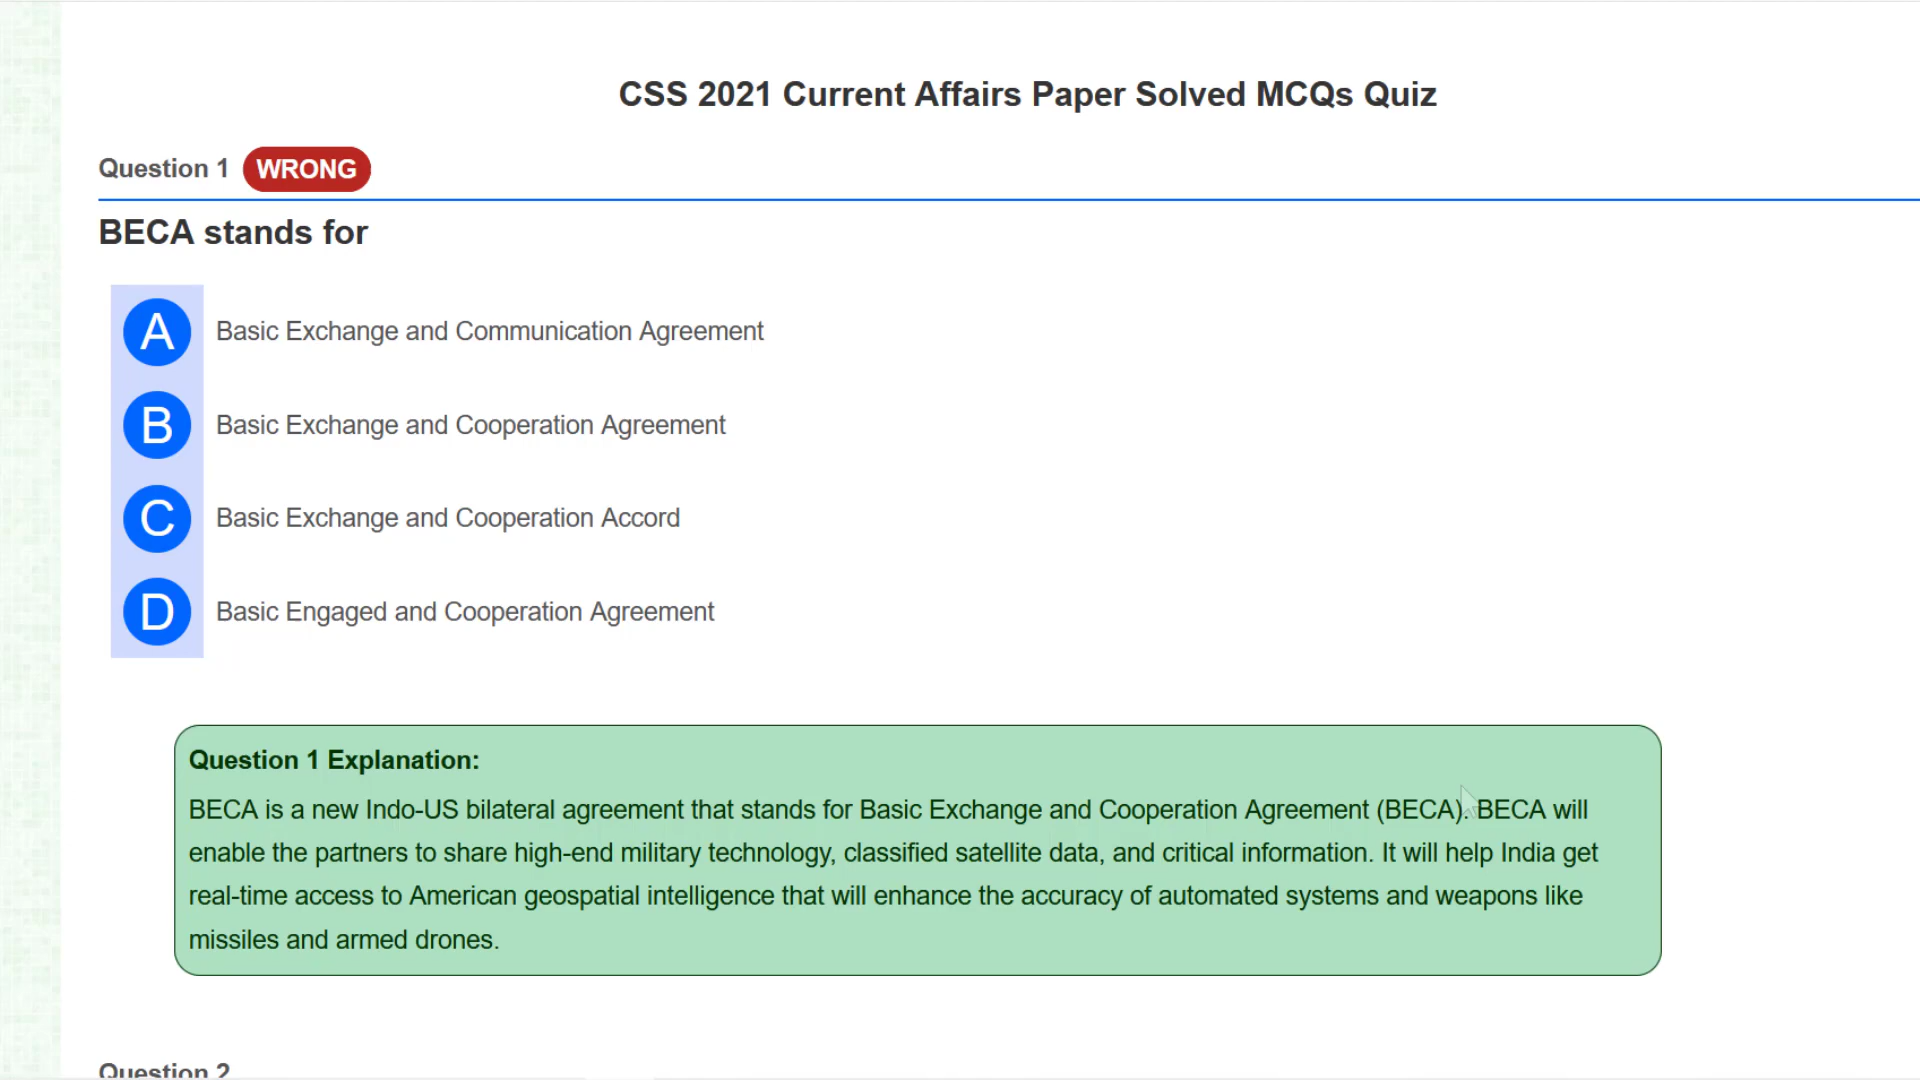 CSS 2021 Current Affairs Paper Solved MCQs Quiz
Question 1 WRONG
BECA stands for
A Basic Exchange and Communication Agreement
B Basic Exchange and Cooperation Agreement
C Basic Exchange and Cooperation Accord
D Basic Engaged and Cooperation Agreement
Question 1 Explanation:
BECA is a new Indo-US bilateral agreement that stands for Basic Exchange and Cooperation Agreement (BECA). BECA will
enable the partners to share high-end military technology, classified satellite data, and critical information. It will help India get
real-time access to American geospatial intelligence that will enhance the accuracy of automated systems and weapons like
missiles and armed drones.
Question 2